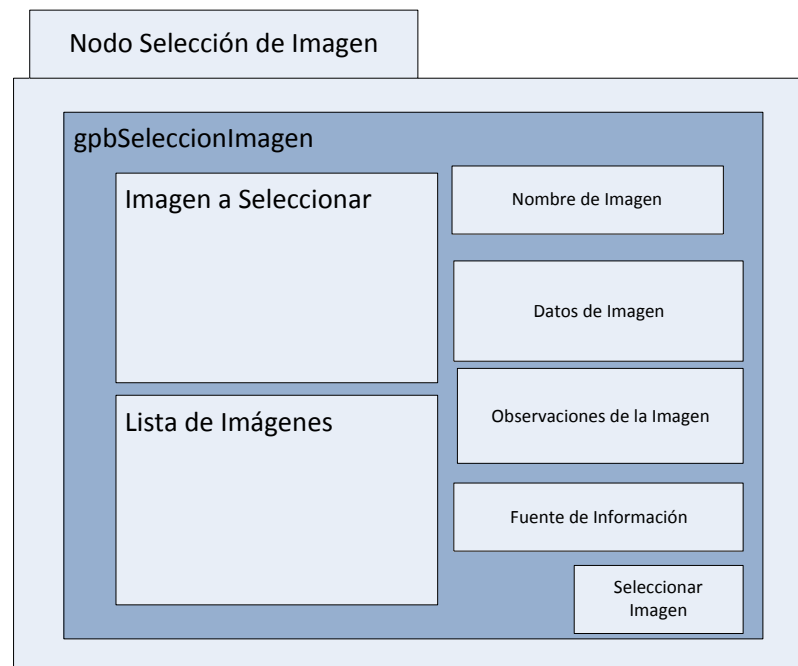 Nodo Selección de Imagen
gpbSeleccionImagen
Imagen a Seleccionar
Nombre de Imagen
Datos de Imagen
Lista de Imágenes
Observaciones de la Imagen
Fuente de Información
Seleccionar
Imagen